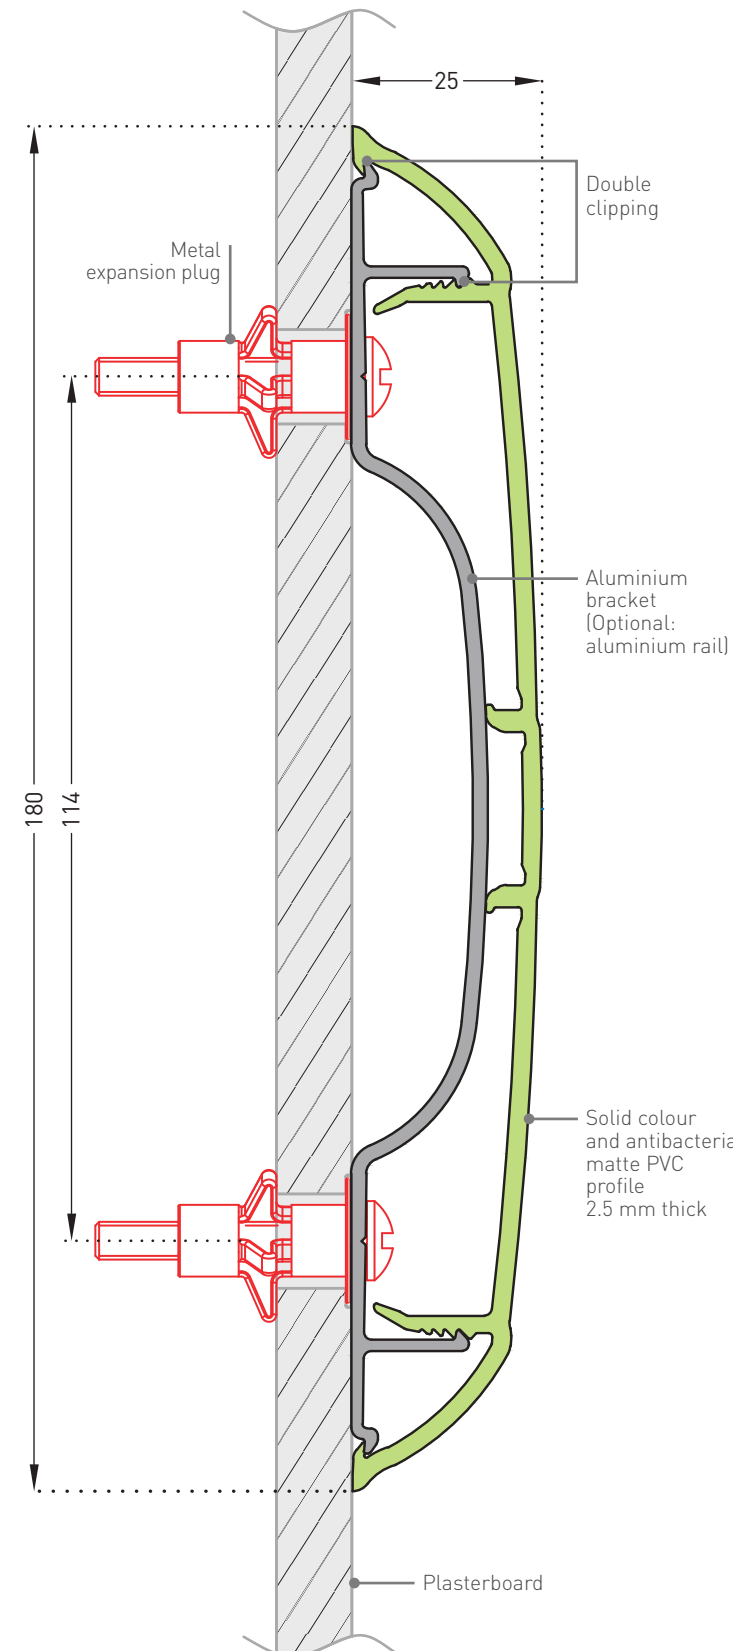 25
Double
clipping
Metal
expansion plug
Aluminium
bracket
(Optional:
aluminium rail)
180
114
Solid colour
and antibacteria
matte PVC
profile
2.5 mm thick
Plasterboard